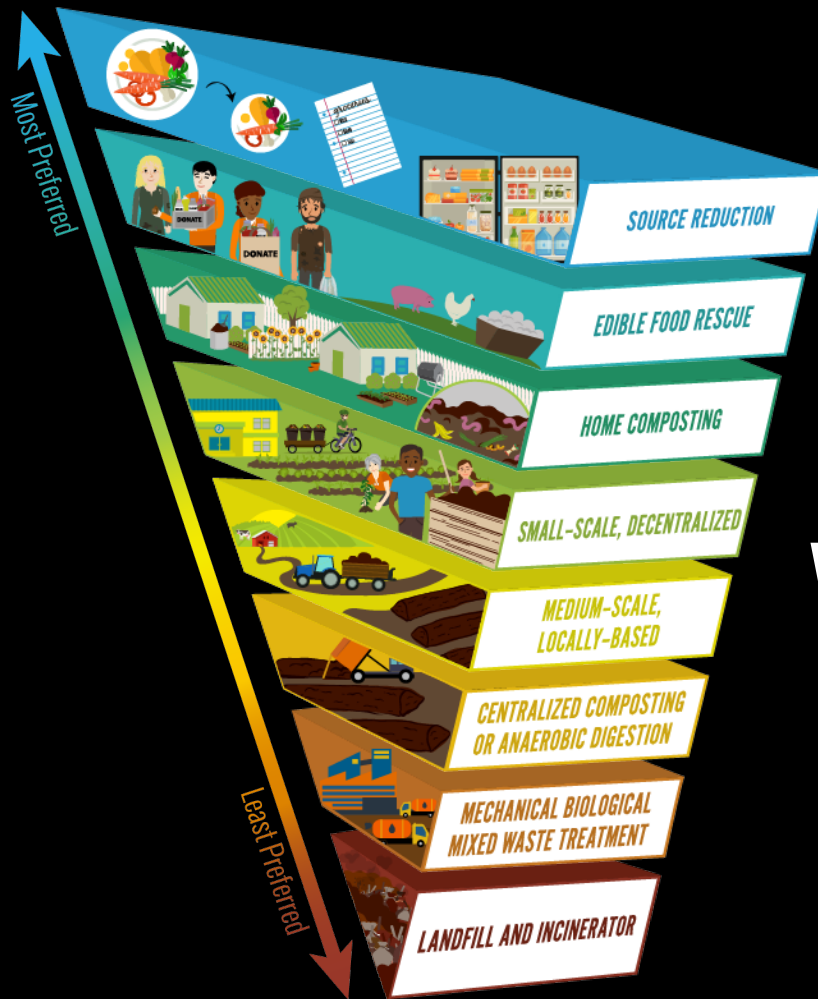 Most Preferred
groceries
DONATE
DONATE
SOURCE REDUCTION
EDIBLE FOOD RESCUE
HOME COMPOSTING
SMALL-SCALE, DECENTRALIZED
MEDIUM-SCALE,
LOCALLY-BASED
CENTRALIZED COMPOSTING
OR ANAEROBIC DIGESTION
MECHANICAL BIOLOGICAL
MIXED WASTE TREATMENT
Least Preferred
LANDFILL AND INCINERATOR